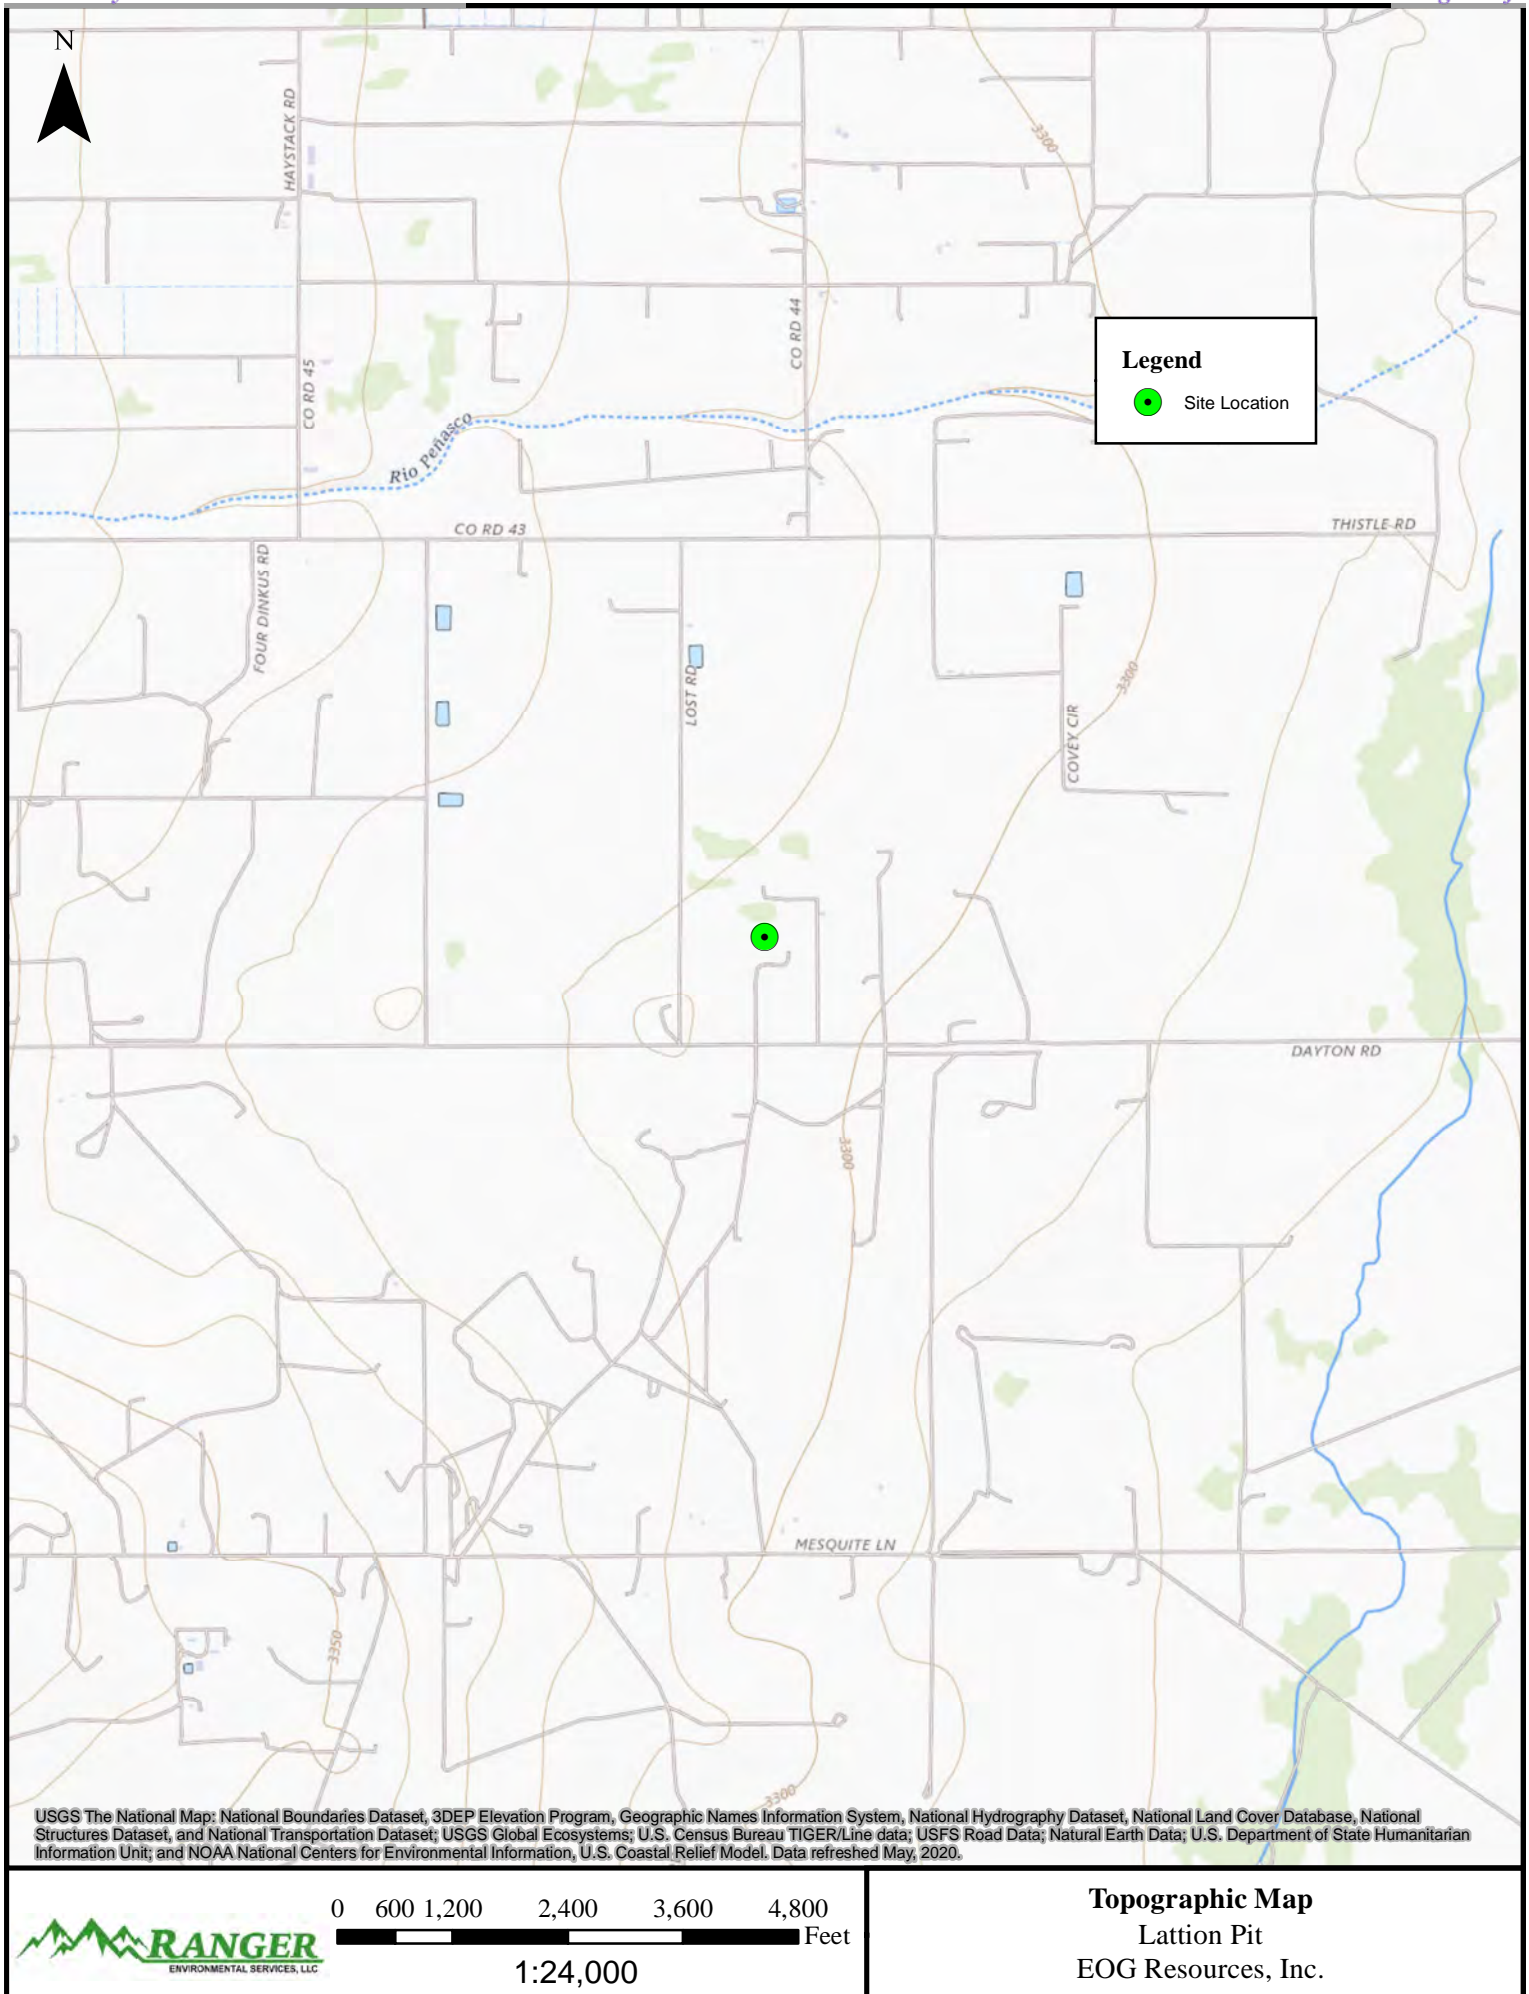 N
HAYSTACK RD
3300
CO RD 44
CO RD 45
Legend
Site Location
Rio Peñasco
CO RD 43
THISTLE RD
FOUR DINKUS RD
LOST RD
3300
COVEY CIR
DAYTON RD
3300
MESQUITE LN
3350
3300
USGS The National Map: National Boundaries Dataset, 3DEP Elevation Program, Geographic Names Information System, National Hydrography Dataset, National Land Cover Database, National
Structures Dataset, and National Transportation Dataset; USGS Global Ecosystems; U.S. Census Bureau TIGER/Line data; USFS Road Data; Natural Earth Data; U.S. Department of State Humanitarian
Information Unit; and NOAA National Centers for Environmental Information, U.S. Coastal Relief Model. Data refreshed May, 2020.
RANGER
ENVIRONMENTAL SERVICES, LLC
0 600 1,200 2,400 3,600 4,800
Feet
1:24,000
Topographic Map
Lattion Pit
EOG Resources, Inc.